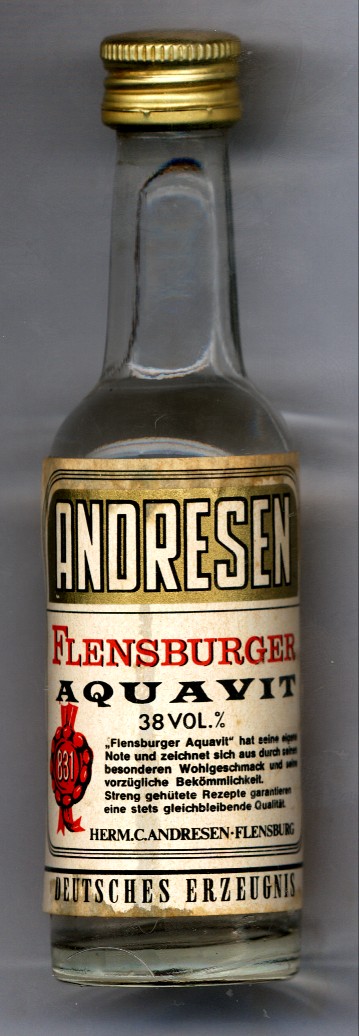 ANDRESEN
FLENSBURGER
AQUAVIT
38 VOL.%
„Flensburger Aquavit“ hat seine eigene
Note und zeichnet sich aus durch seinen
besonderen Wohlgeschmack und seine
vorzügliche Bekömmlichkeit.
Streng gehütete Rezepte garantieren
eine stets gleichbleibende Qualität.
831
HERM.C.ANDRESEN·FLENSBURG
DEUTSCHES ERZEUGNIS